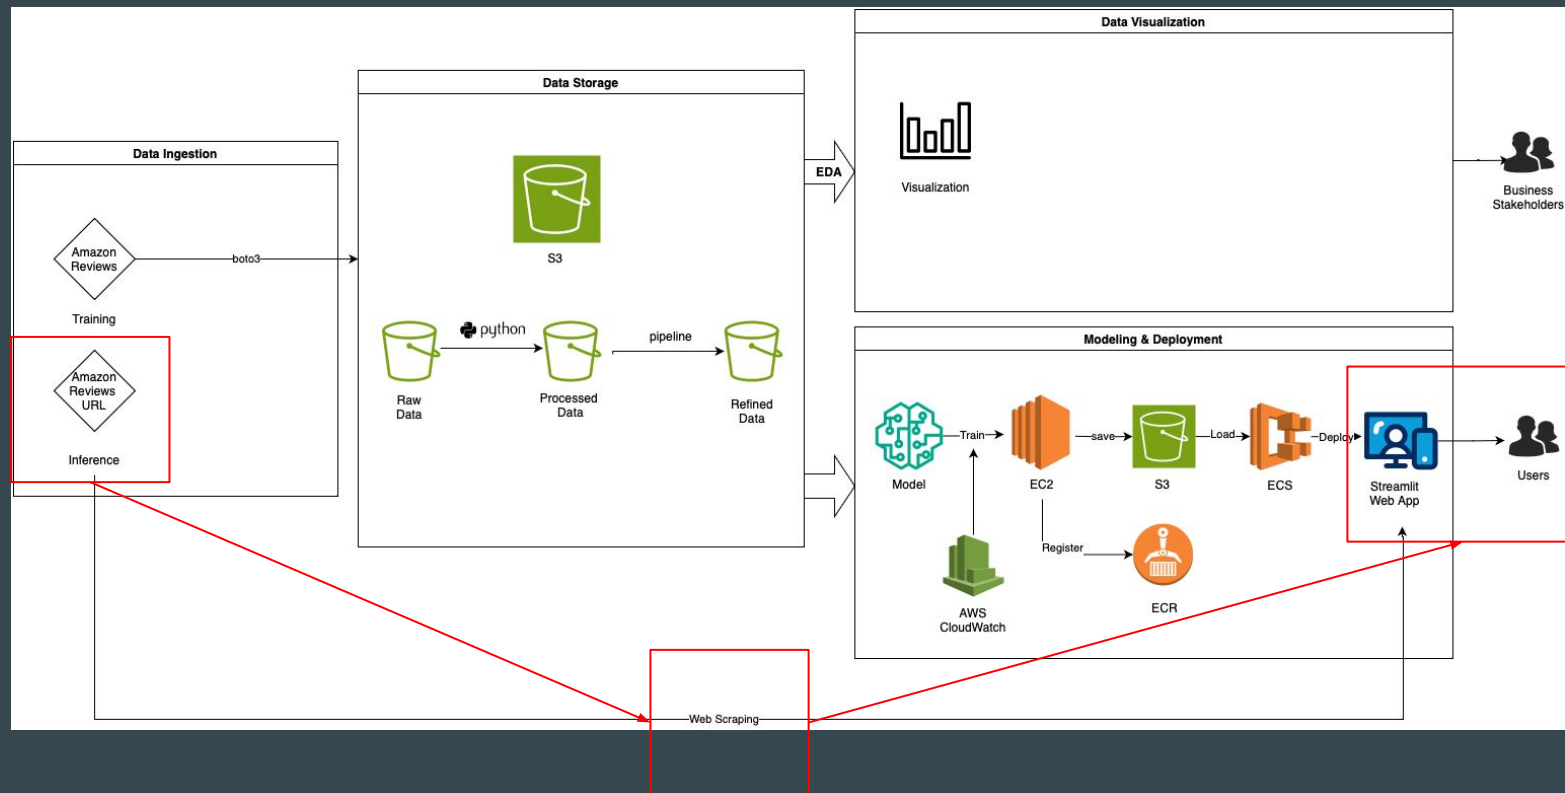 Data Ingestion
Amazon
Reviews
Training
boto3
Amazon
Reviews
URL
Inference
Data Storage
S3
python
pipeline
Raw
Data
Processed
Data
Refined
Data
EDA
Data Visualization
Visualization
Business
Stakeholders
Modeling & Deployment
Model
Train
EC2
save
S3
Load
ECS
Deploy
Streamlit
Web App
Users
AWS
CloudWatch
Register
ECR
Web Scraping